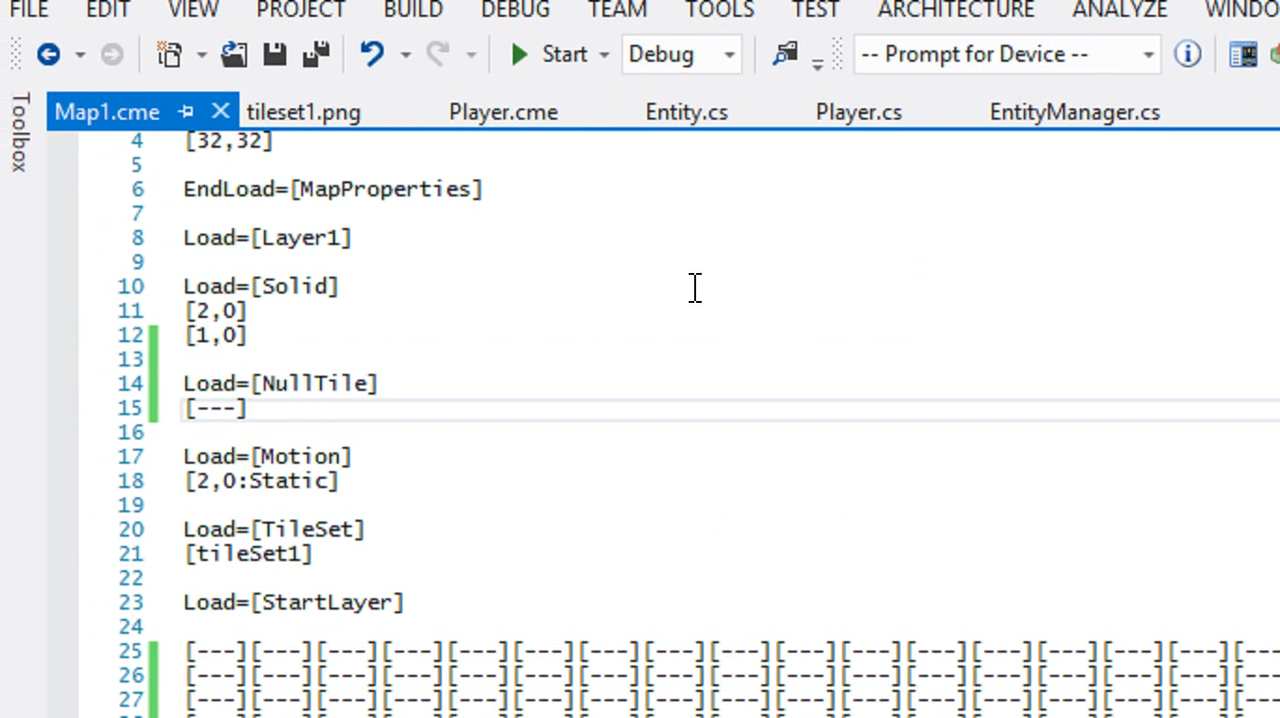 FILE EDIT VIEW PROJECT BUILD DEBUG TEAM TOOLS TEST ARCHITECTURE ANALYZE WINDO
Start Debug -- Prompt for Device --
Toolbox
Map1.cme tileset1.png Player.cme Entity.cs Player.cs EntityManager.cs
4 [32,32]
5
6 EndLoad=[MapProperties]
7
8 Load=[Layer1]
9
10 Load=[Solid]
11 [2,0]
12 [1,0]
13
14 Load=[NullTile]
15 [---]
16
17 Load=[Motion]
18 [2,0:Static]
19
20 Load=[TileSet]
21 [tileSet1]
22
23 Load=[StartLayer]
24
25 [---][---][---][---][---][---][---][---][---][---][---][---][---][---][---][---][---
26 [---][---][---][---][---][---][---][---][---][---][---][---][---][---][---][---][---
27 [---][---][---][---][---][---][---][---][---][---][---][---][---][---][---][---][---